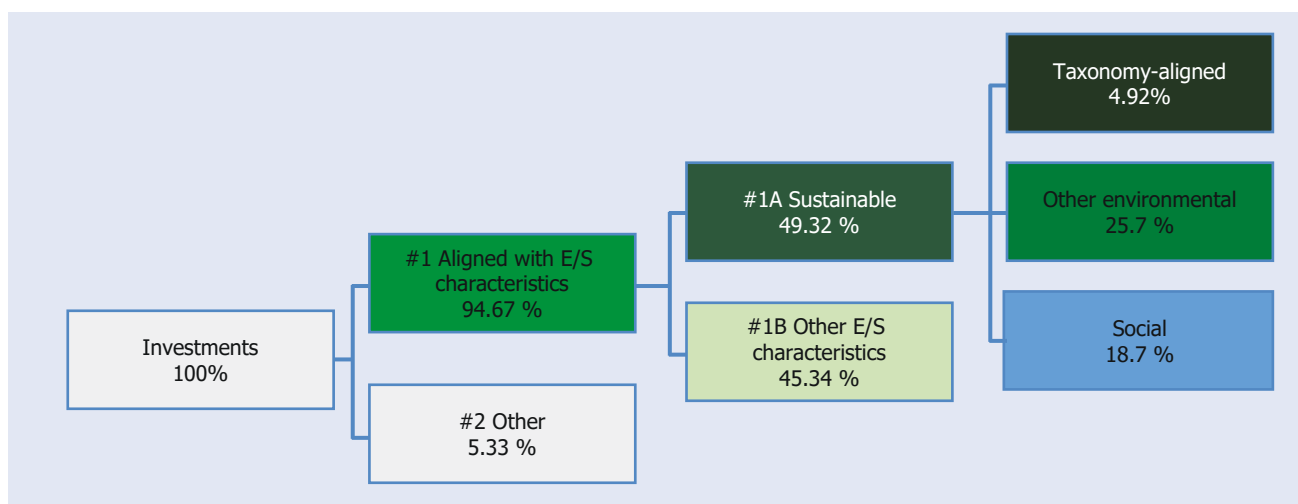 Investments
100%
#1 Aligned with E/S
characteristics
94.67 %
#2 Other
5.33 %
#1A Sustainable
49.32 %
#1B Other E/S
characteristics
45.34 %
Taxonomy-aligned
4.92%
Other environmental
25.7 %
Social
18.7 %